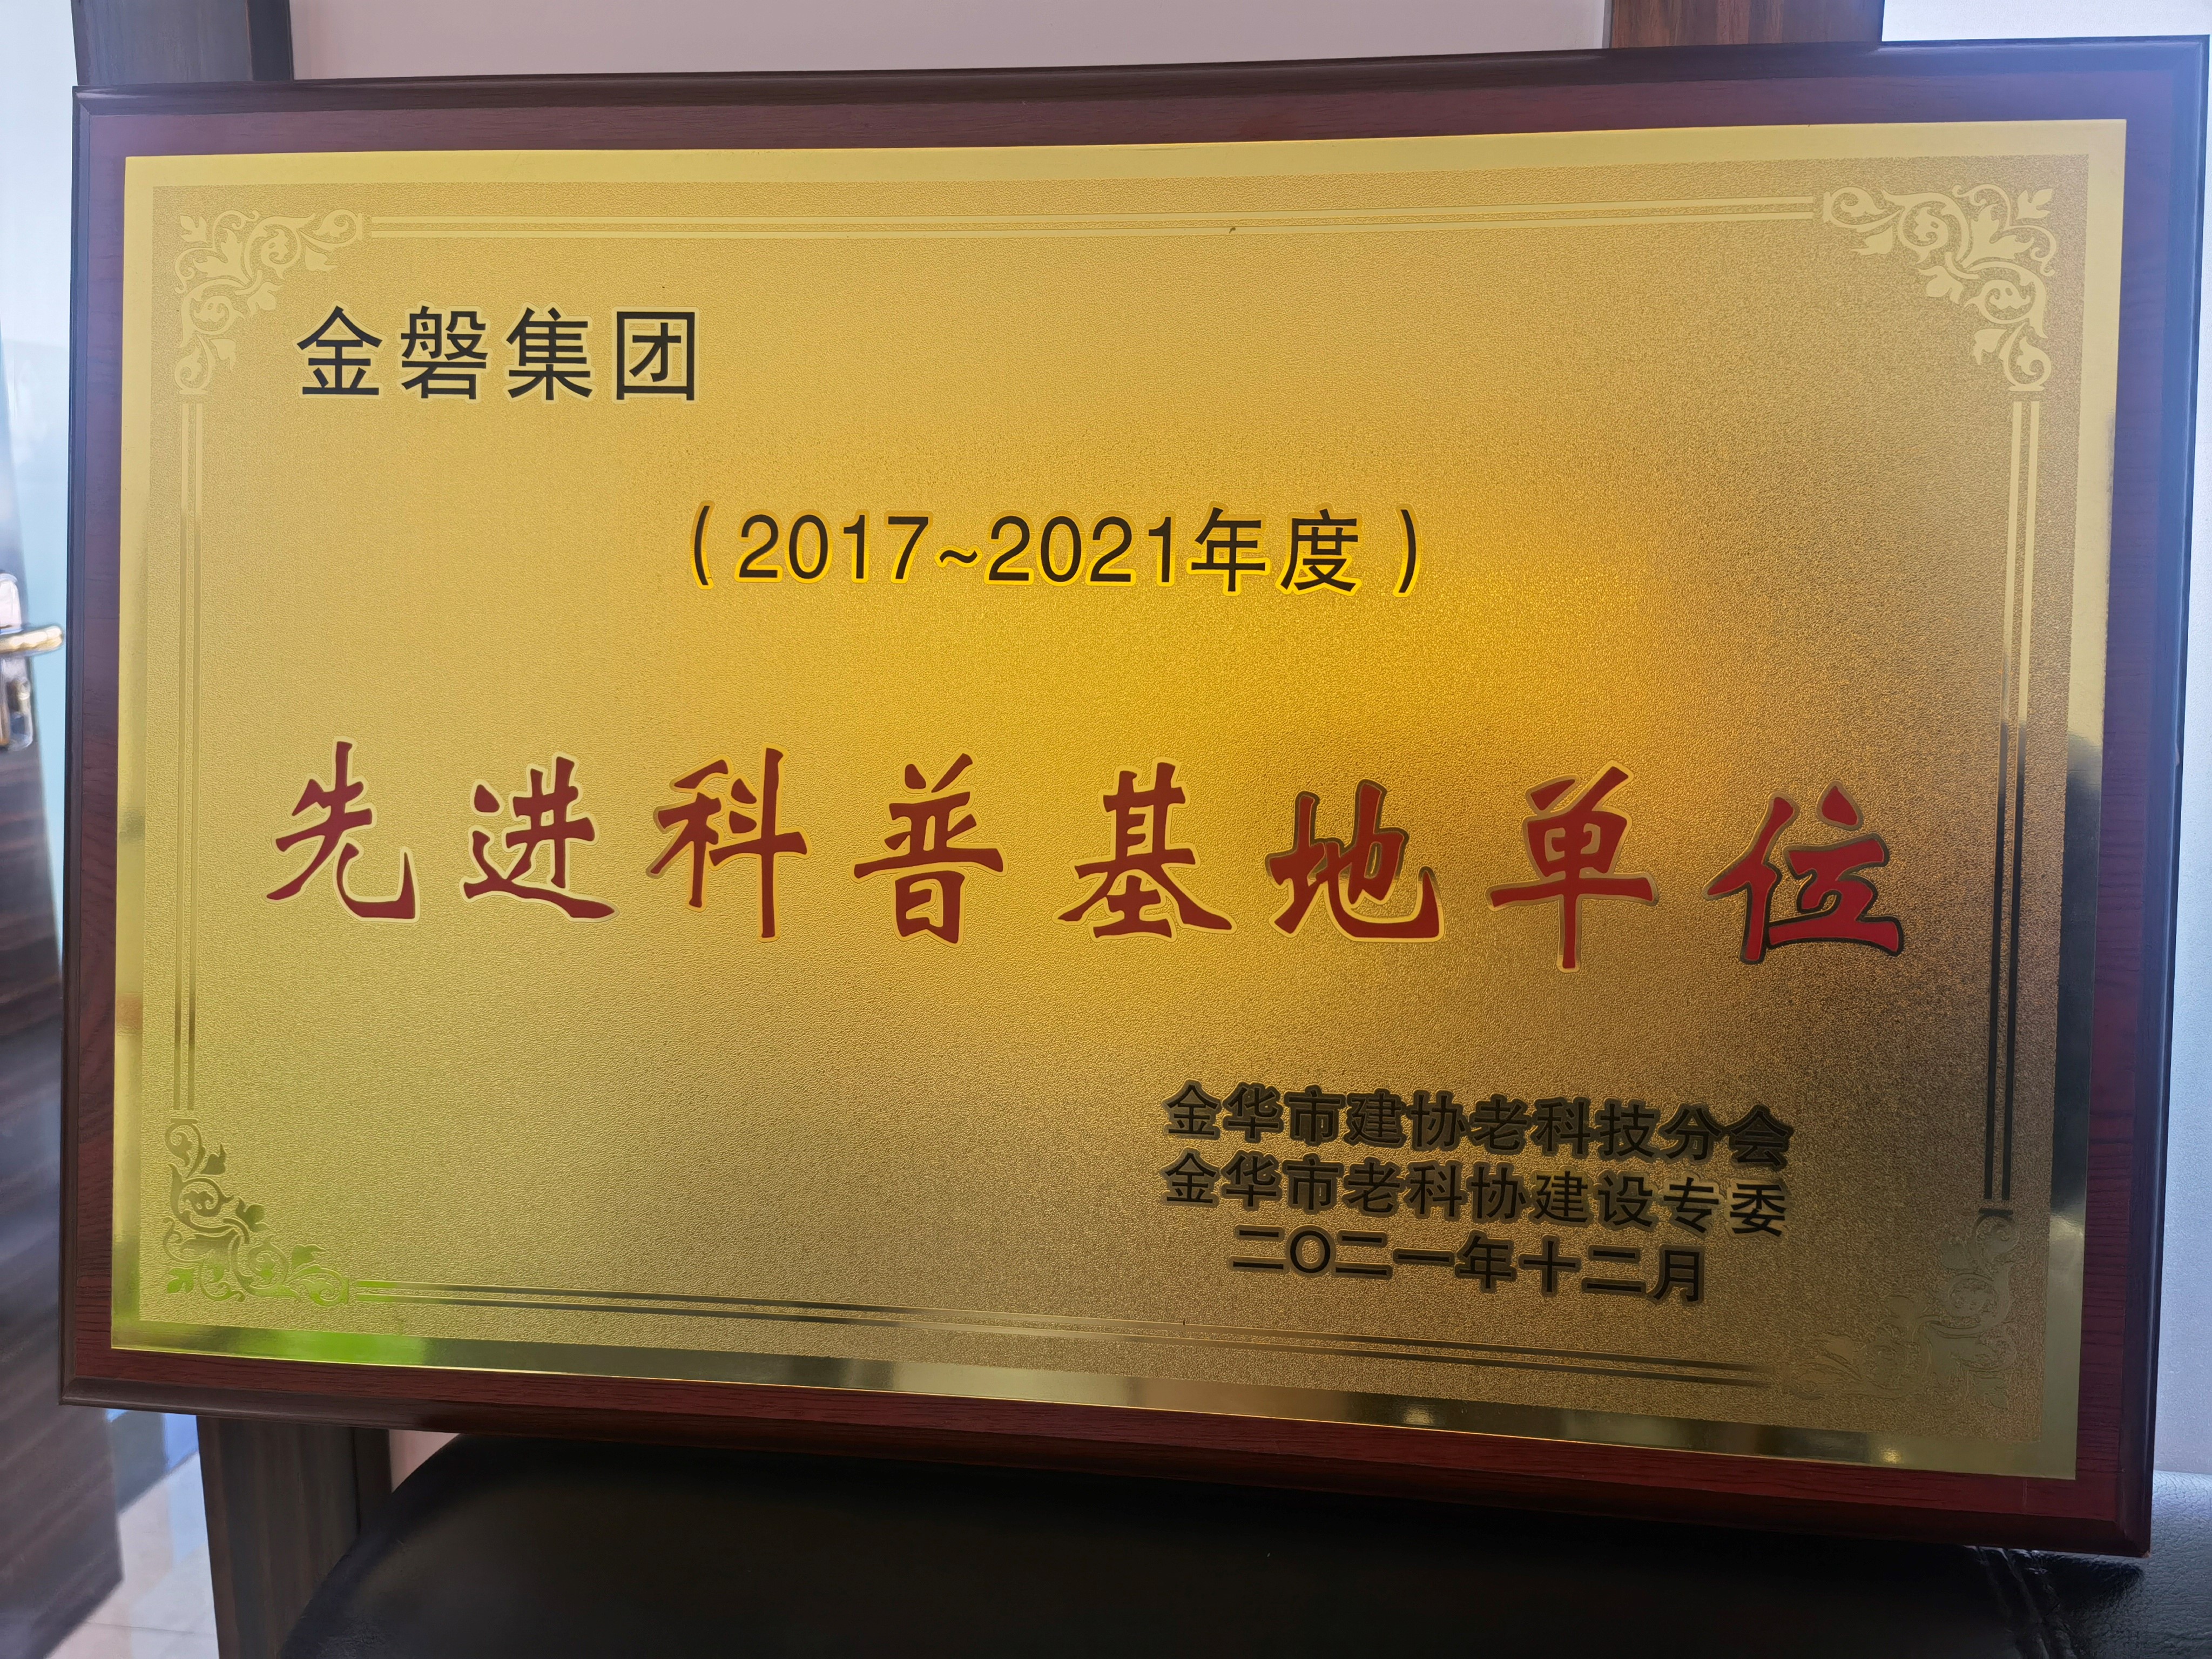 金磐集团
（2017~2021年度）
先进科普基地单位
金华市建协老科技分会
金华市老科协建设专委
二〇二一年十二月